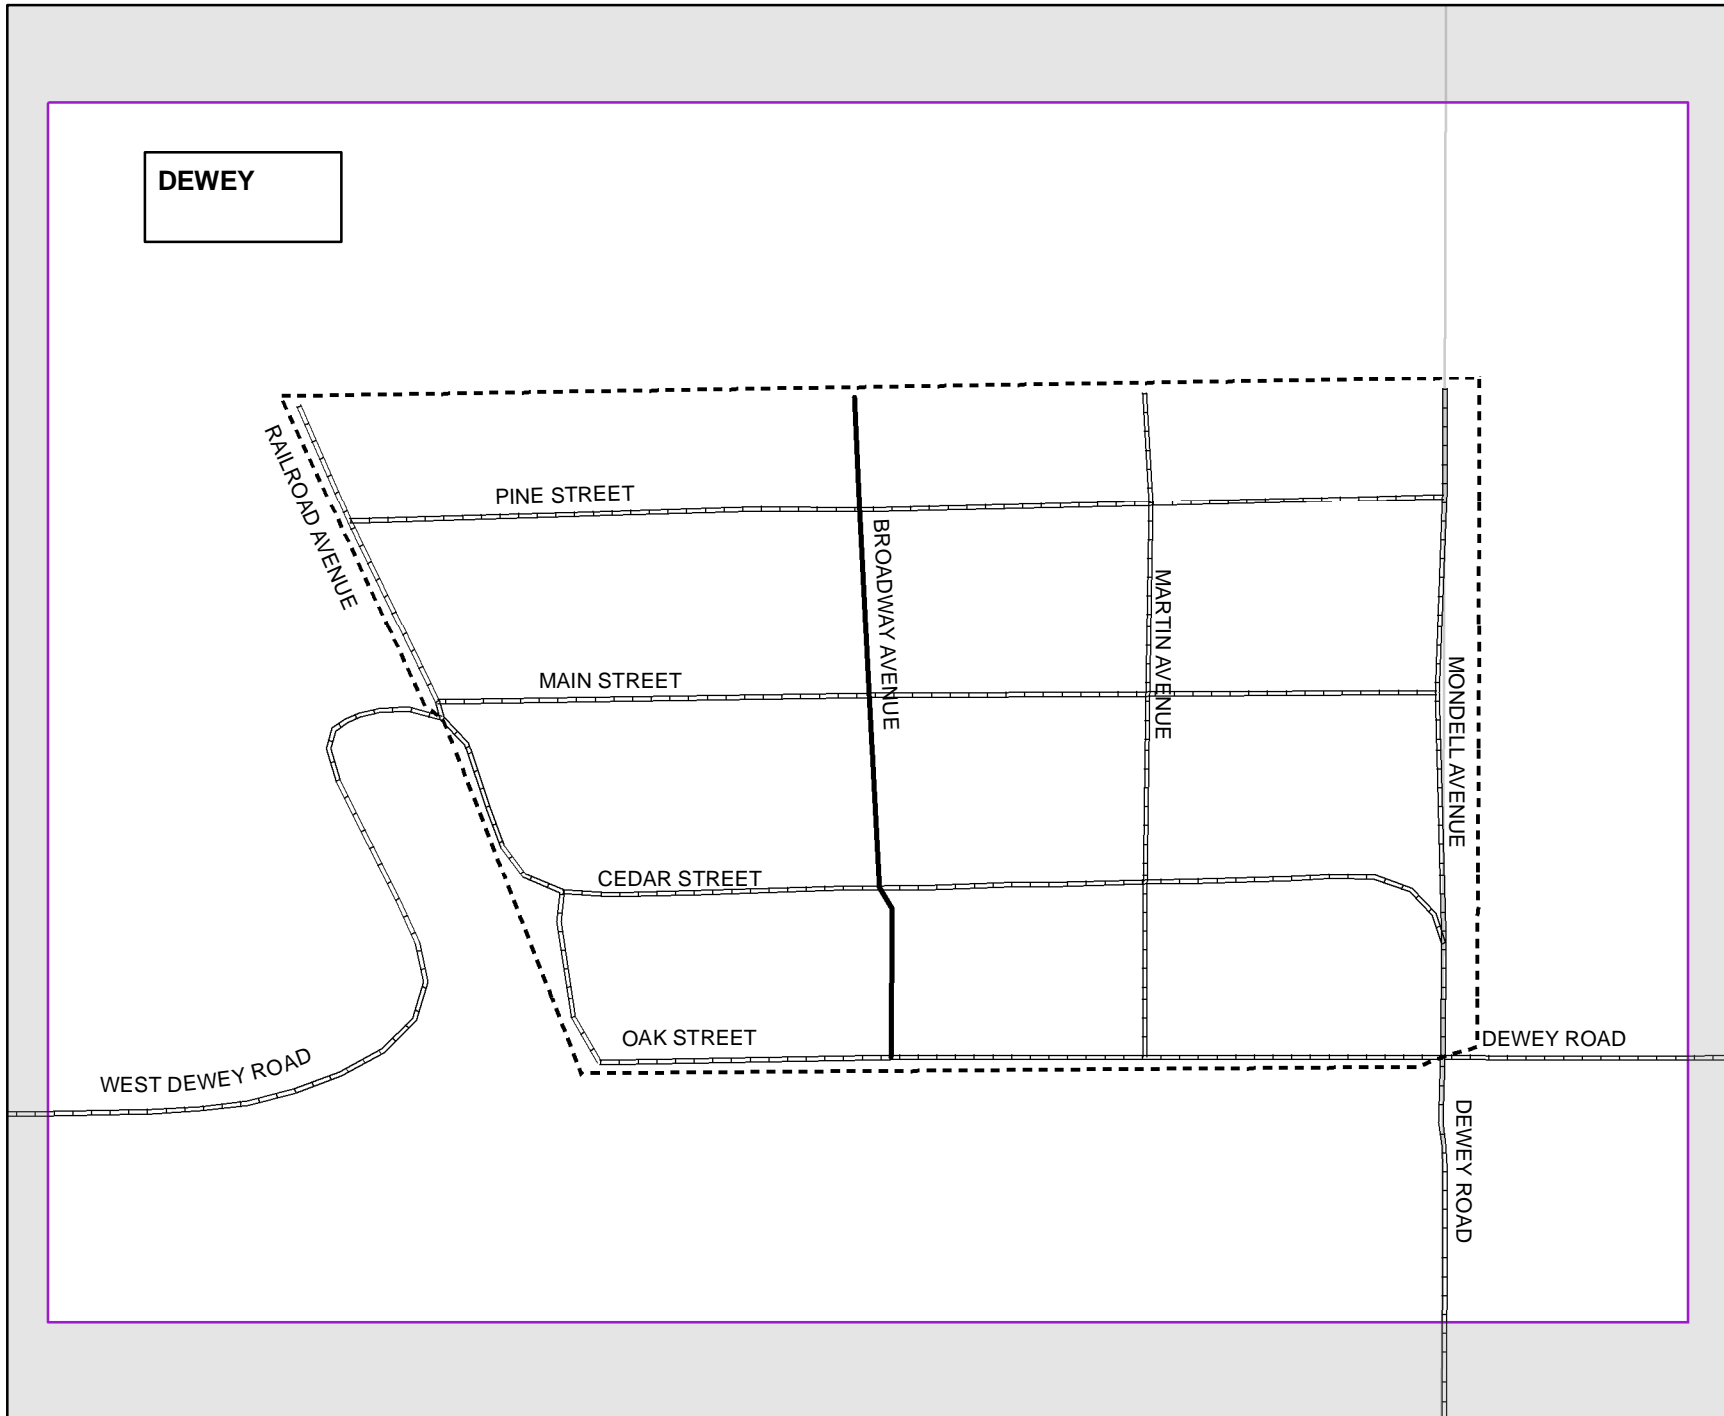 DEWEY
RAILROAD AVENUE
PINE STREET
BROADWAY AVENUE
MARTIN AVENUE
MAIN STREET
MONDELL AVENUE
CEDAR STREET
OAK STREET
DEWEY ROAD
WEST DEWEY ROAD
DEWEY ROAD